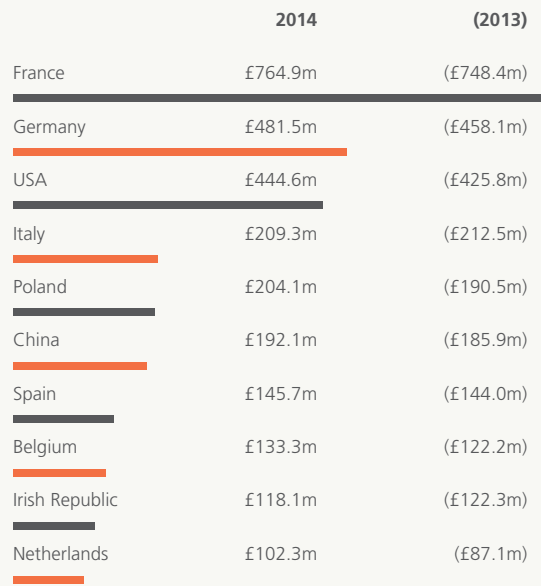 2014 (2013)
France £764.9m (£748.4m)
Germany £481.5m (£458.1m)
USA £444.6m (£425.8m)
Italy £209.3m (£212.5m)
Poland £204.1m (£190.5m)
China £192.1m (£185.9m)
Spain £145.7m (£144.0m)
Belgium £133.3m (£122.2m)
Irish Republic £118.1m (£122.3m)
Netherlands £102.3m (£87.1m)